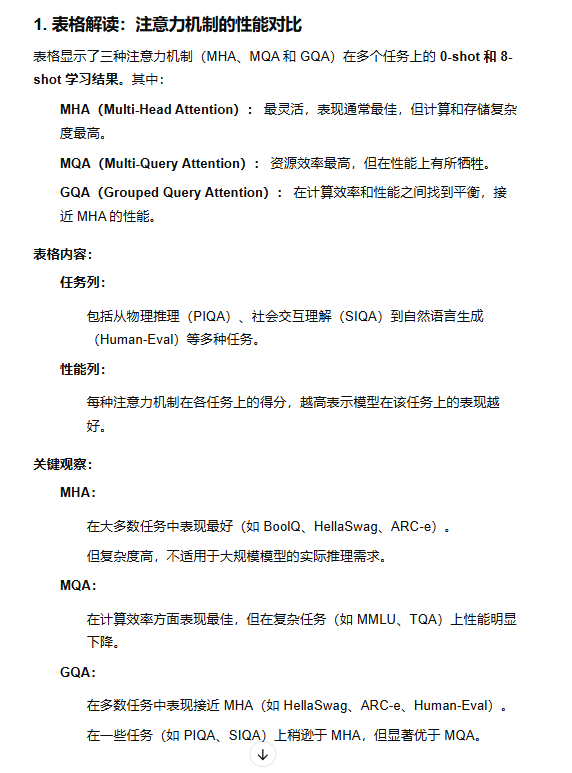 1. 表格解读：注意力机制的性能对比
表格显示了三种注意力机制（MHA、MQA 和 GQA）在多个任务上的 0-shot 和 8-
shot 学习结果。其中：
MHA（Multi-Head Attention）： 最灵活，表现通常最佳，但计算和存储复杂
度最高。
MQA（Multi-Query Attention）： 资源效率最高，但在性能上有所牺牲。
GQA（Grouped Query Attention）： 在计算效率和性能之间找到平衡，接
近 MHA 的性能。
表格内容：
任务列：
包括从物理推理（PIQA）、社会交互理解（SIQA）到自然语言生成
（Human-Eval）等多种任务。
性能列：
每种注意力机制在各任务上的得分，越高表示模型在该任务上的表现越
好。
关键观察：
MHA：
在大多数任务中表现最好（如 BoolQ、HellaSwag、ARC-e）。
但复杂度高，不适用于大规模模型的实际推理需求。
MQA：
在计算效率方面表现最佳，但在复杂任务（如 MMLU、TQA）上性能明显
下降。
GQA：
在多数任务中表现接近 MHA（如 HellaSwag、ARC-e、Human-Eval）。
在一些任务（如 PIQA、SIQA）上稍逊于 MHA，但显著优于 MQA。